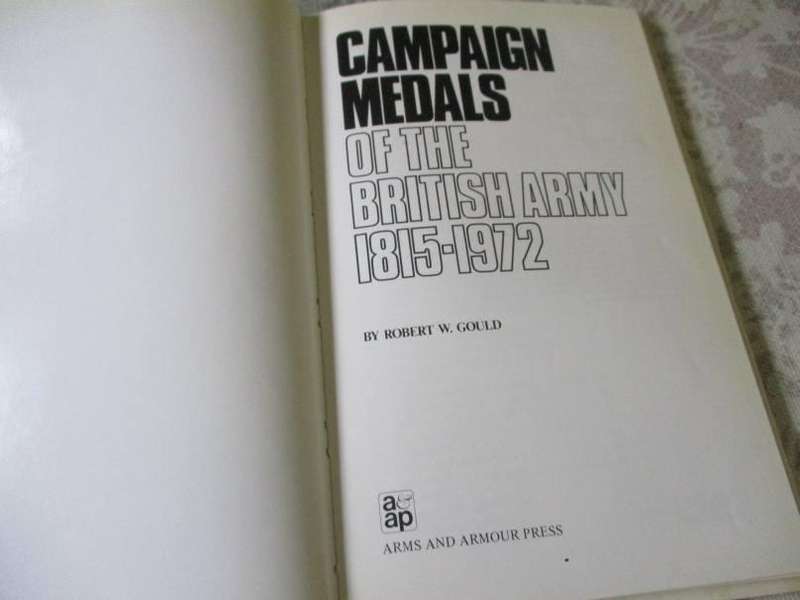 CAMPAIGN
MEDALS
OF THE
BRITISH ARMY
1815-1972
BY ROBERT W. GOULD
a&
ap
ARMS AND ARMOUR PRESS